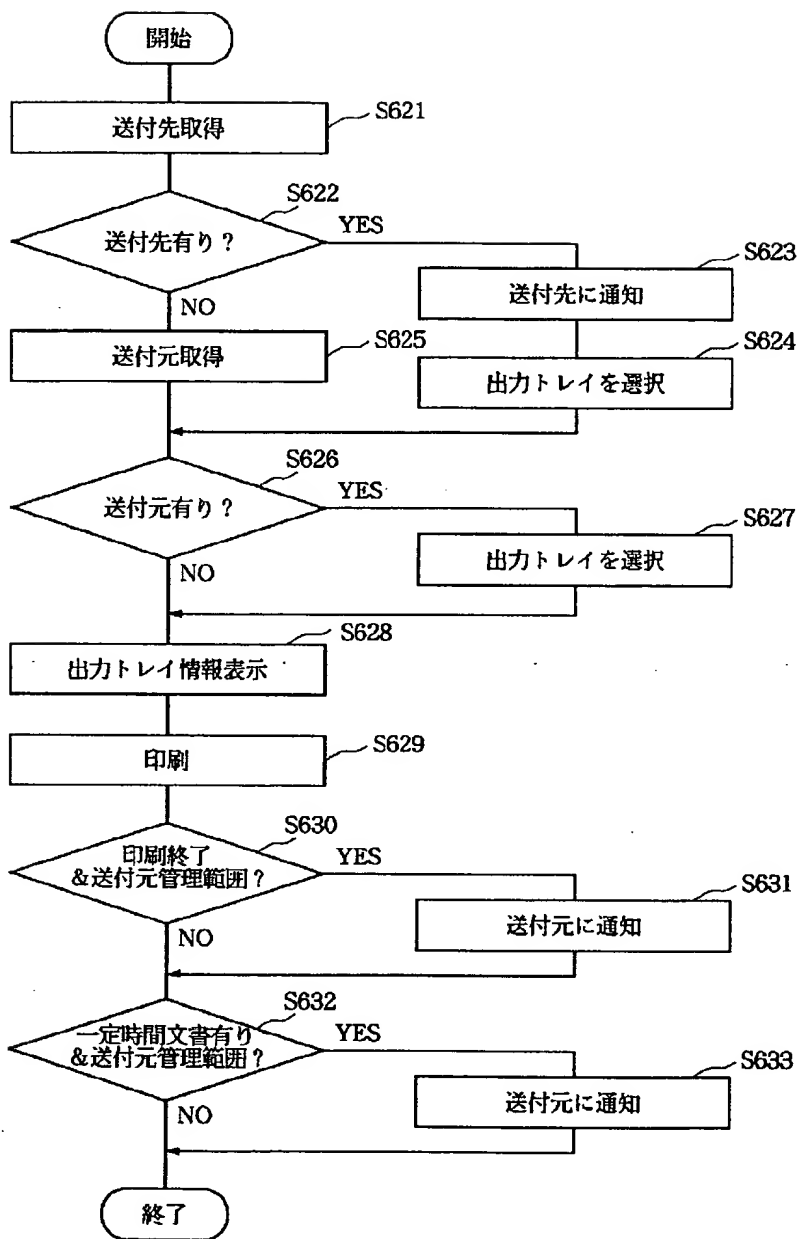 開始
送付先取得
S621
送付先有り?
S622
YES
NO
送付先に通知
S623
出力トレイを選択
S624
送付元取得
S625
送付元有り?
S626
YES
NO
出力トレイを選択
S627
出力トレイ情報表示
S628
印刷
S629
印刷終了
&送付元管理範囲?
S630
YES
NO
送付元に通知
S631
一定時間文書有り
&送付元管理範囲?
S632
YES
NO
送付元に通知
S633
終了